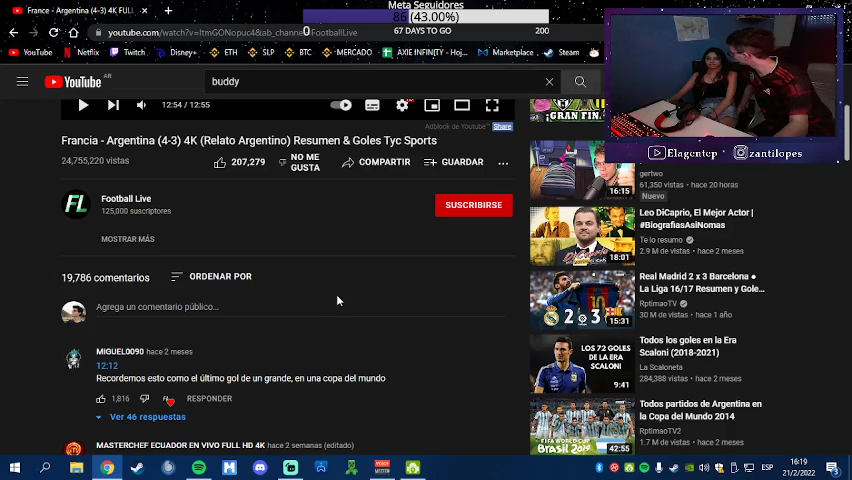 France - Argentina (4-3) 4K FULL
Meta Seguidores
86 (43.00%)
0
67 DAYS TO GO
200
youtube.com/watch?v=ItmGONopuc4&ab_channel=FootballLive
YouTube
Netflix
Twitch
Disney+
ETH
SLP
BTC
MERCADO
AXIE INFINITY - Hoj...
Marketplace
Steam
YouTube AR
buddy
12:54 / 12:55
Adblock de Youtube™
Share
Francia - Argentina (4-3) 4K (Relato Argentino) Resumen & Goles Tyc Sports
24,755,220 vistas
207,279
NO ME GUSTA
COMPARTIR
GUARDAR
FL
Football Live
125,000 suscriptores
SUSCRIBIRSE
MOSTRAR MÁS
19,786 comentarios
ORDENAR POR
Agrega un comentario público...
MIGUEL0090 hace 2 meses
12:12
Recordemos esto como el último gol de un grande, en una copa del mundo
1,816
RESPONDER
Ver 46 respuestas
MASTERCHEF ECUADOR EN VIVO FULL HD 4K hace 2 semanas (editado)
¡GRAN FIN
Elagentcp
zantilopes
gertwo
61,350 vistas • hace 20 horas
Nuevo
16:15
Leo DiCaprio, El Mejor Actor |
#BiografiasAsiNomas
Te lo resumo
2.9 M de vistas • hace 2 meses
18:01
Real Madrid 2 x 3 Barcelona ●
La Liga 16/17 Resumen y Gole...
RptimaoTV
30 M de vistas • hace 1 año
2 3
15:31
Todos los goles en la Era
Scaloni (2018-2021)
La Scaloneta
284,388 vistas • hace 2 meses
LOS 72 GOLES
DE LA ERA
SCALONI
9:41
Todos partidos de Argentina en
la Copa del Mundo 2014
RptimaoTV2
1.7 M de vistas • hace 2 meses
FIFA WORLD CUP
BRASIL 2014
42:55
ESP
16:19
21/2/2022
3